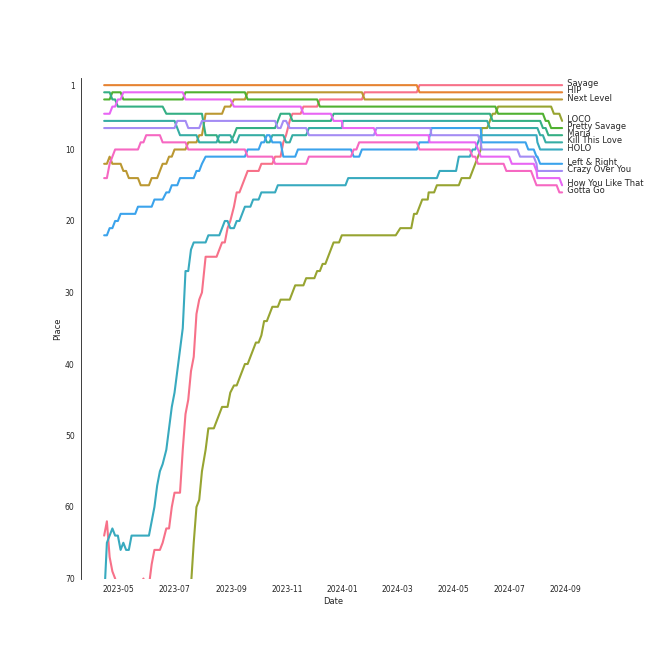 1
10
20
30
40
50
60
70
Place
2023-05
2023-07
2023-09
2023-11
2024-01
2024-03
2024-05
2024-07
2024-09
Date
Savage
HIP
Next Level
LOCO
Pretty Savage
Maria
Kill This Love
HOLO
Left & Right
Crazy Over You
How You Like That
Gotta Go